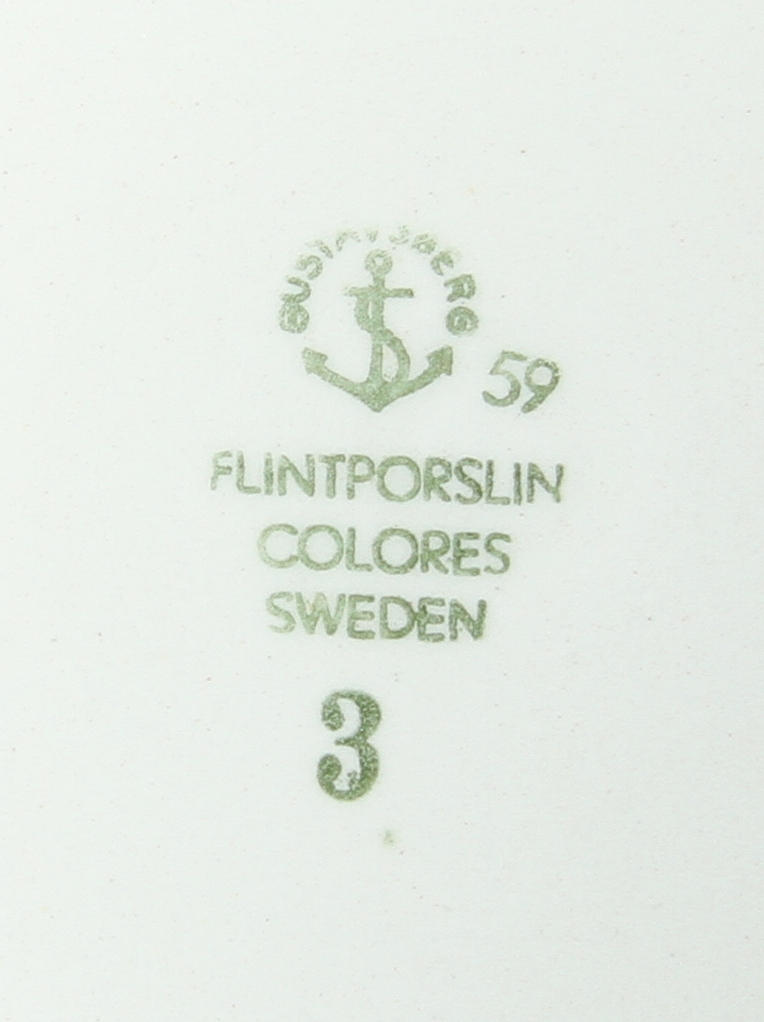 GUSTAVSBERG
59
FLINTPORSLIN
COLORES
SWEDEN
3